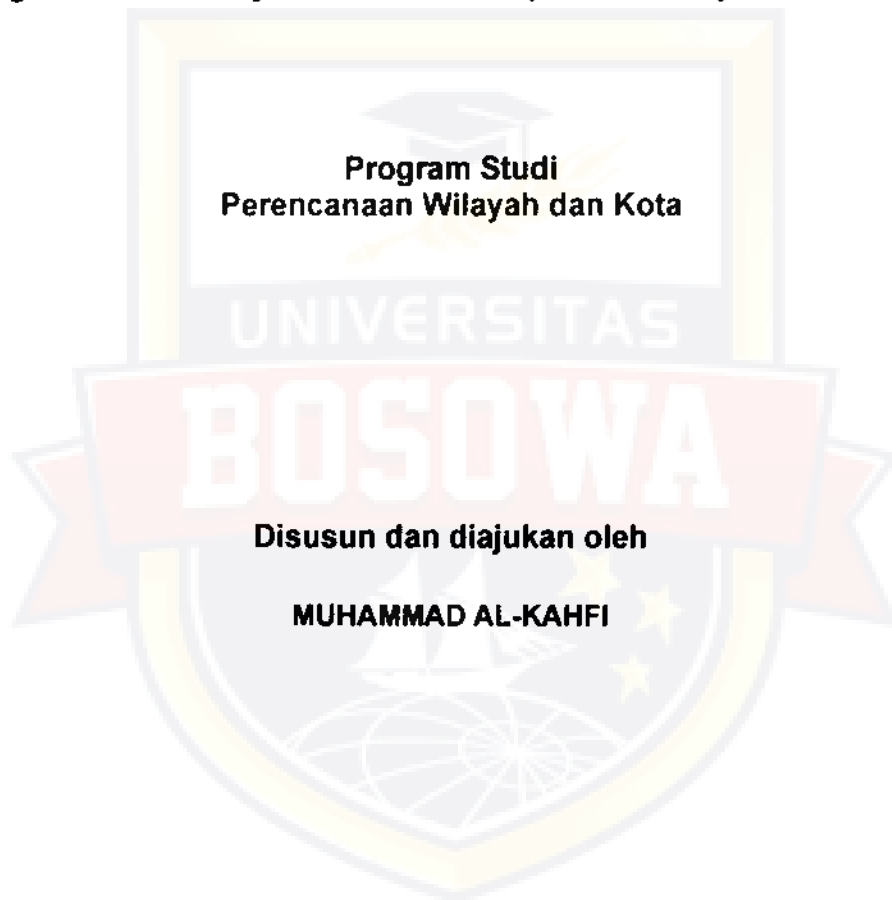 Program Studi
Perencanaan Wilayah dan Kota
UNIVERSITAS
BOSOWA
Disusun dan diajukan oleh
MUHAMMAD AL-KAHFI